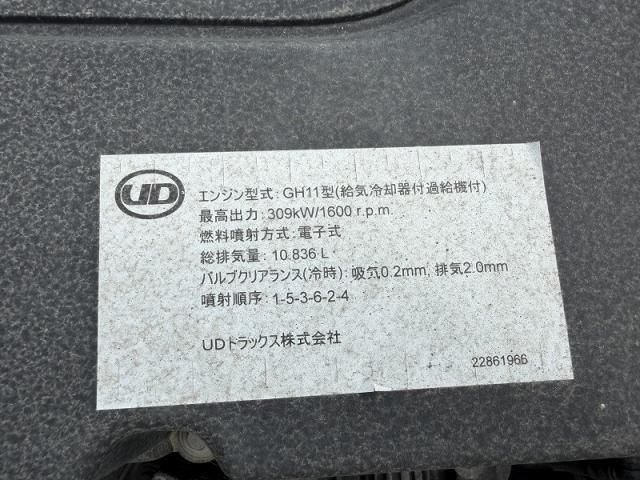 UD
エンジン型式：GH11型(給気冷却器付過給機付)
最高出力：309kW/1600 r.p.m.
燃料噴射方式：電子式
総排気量：10.836 L
バルブクリアランス(冷時)：吸気0.2mm, 排気2.0mm
噴射順序：1-5-3-6-2-4
UDトラックス株式会社
22861966